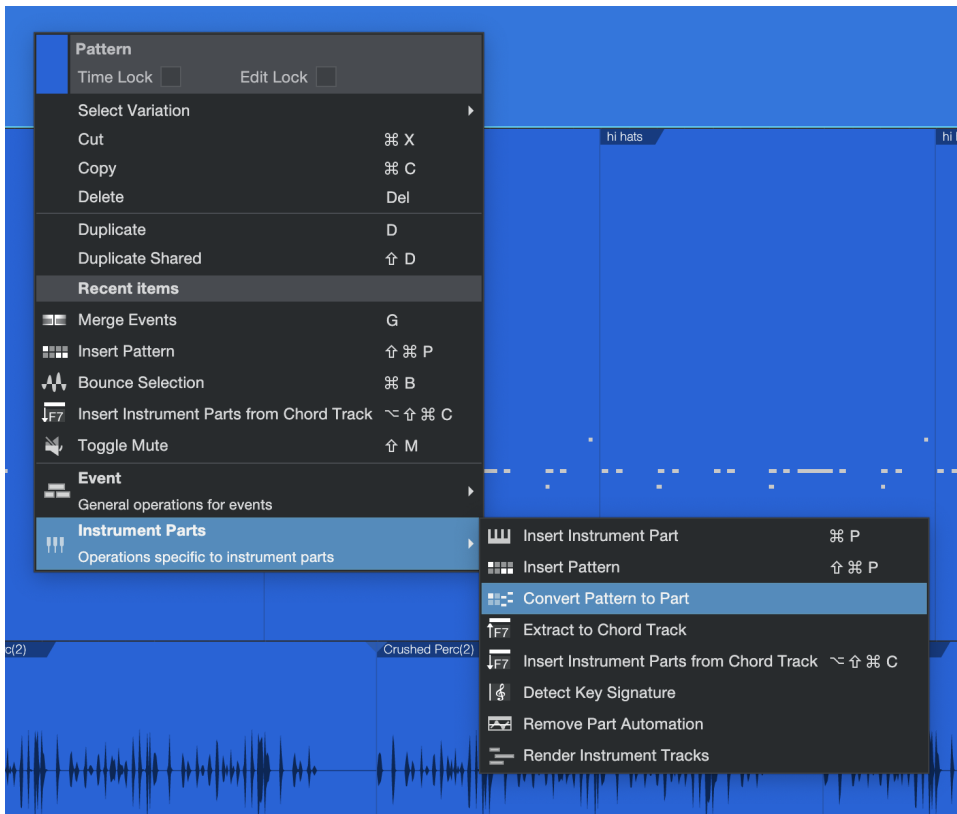 Pattern
Time Lock Edit Lock
Select Variation
Cut ⌘ X
Copy ⌘ C
Delete Del
Duplicate D
Duplicate Shared ⇧ D
Recent items
Merge Events G
Insert Pattern ⇧ ⌘ P
Bounce Selection ⌘ B
F7 Insert Instrument Parts from Chord Track ⌥ ⇧ ⌘ C
Toggle Mute ⇧ M
Event
General operations for events
Instrument Parts
Operations specific to instrument parts
Insert Instrument Part ⌘ P
Insert Pattern ⇧ ⌘ P
Convert Pattern to Part
F7 Extract to Chord Track
F7 Insert Instrument Parts from Chord Track ⌥ ⇧ ⌘ C
Detect Key Signature
Remove Part Automation
Render Instrument Tracks
hi hats
hi
c(2)
Crushed Perc(2)